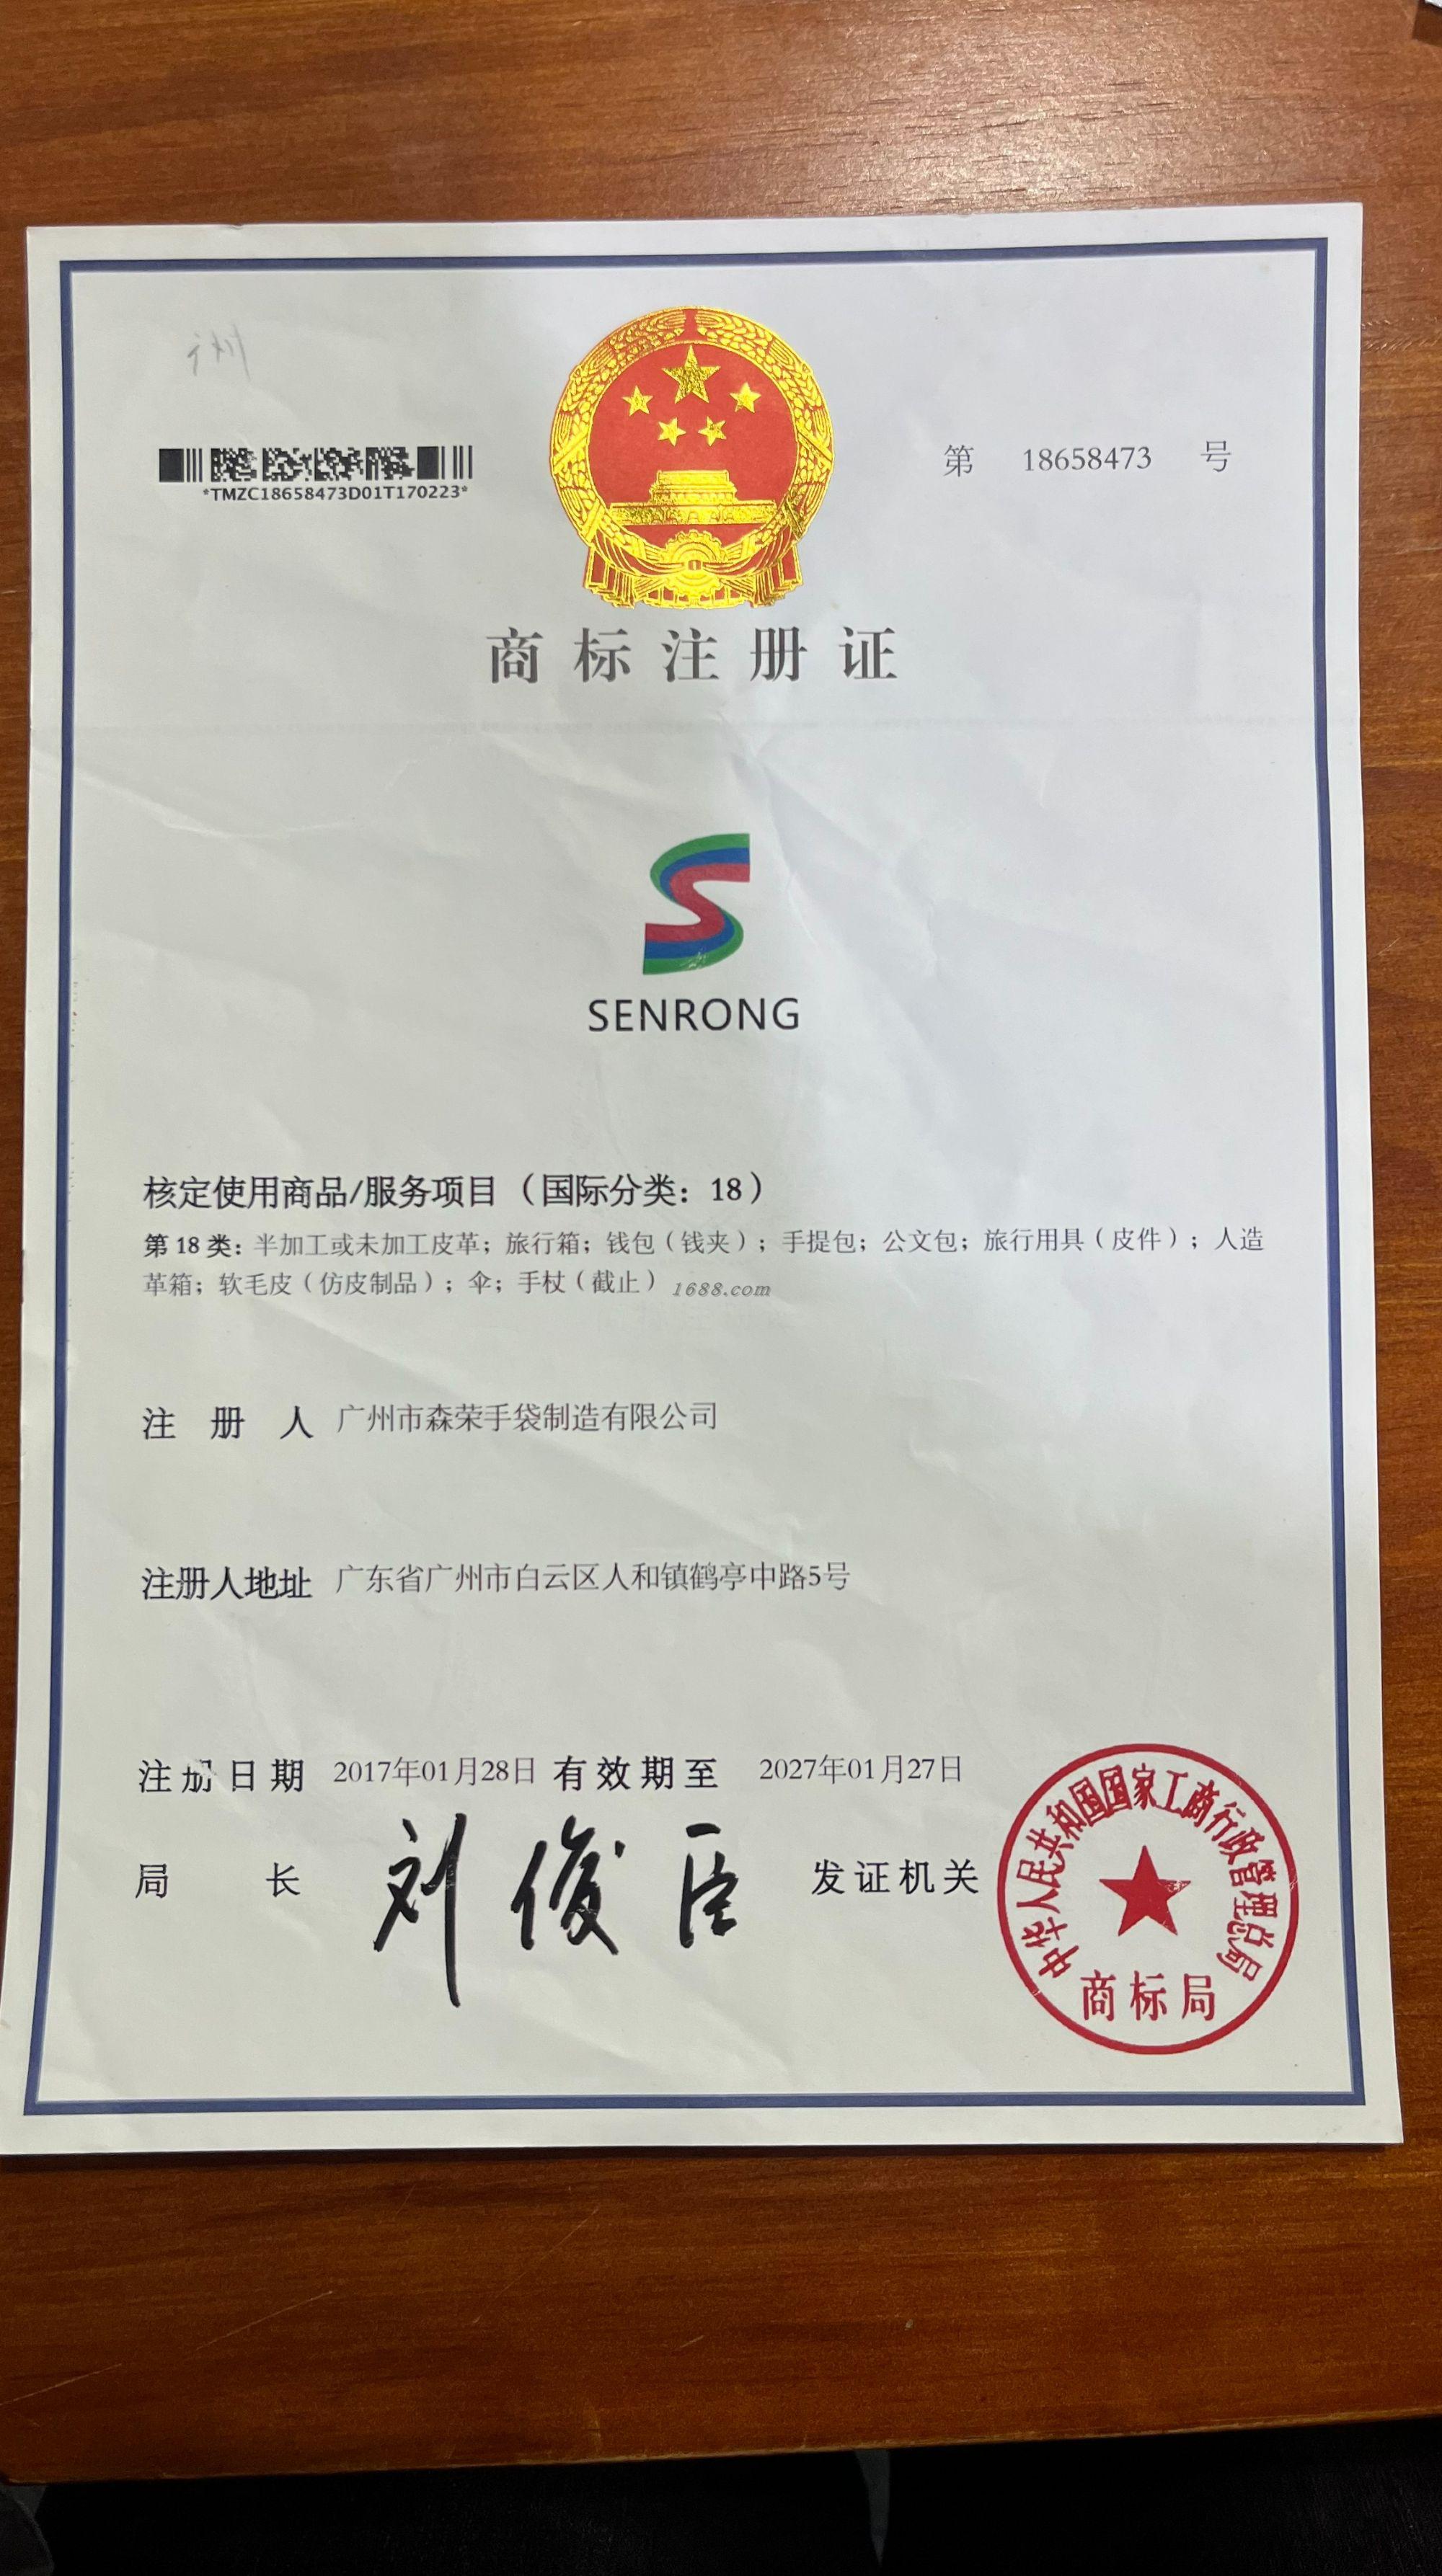 *TMZC18658473D01T170223*
第 18658473 号
商标注册证
SENRONG
核定使用商品/服务项目（国际分类：18）
第 18 类：半加工或未加工皮革；旅行箱；钱包（钱夹）；手提包；公文包；旅行用具（皮件）；人造
革箱；软毛皮（仿皮制品）；伞；手杖（截止）
1688.com
注册人 广州市森荣手袋制造有限公司
注册人地址 广东省广州市白云区人和镇鹤亭中路5号
注册日期 2017年01月28日 有效期至 2027年01月27日
局长 刘俊臣 发证机关
中华人民共和国国家工商行政管理总局
商标局